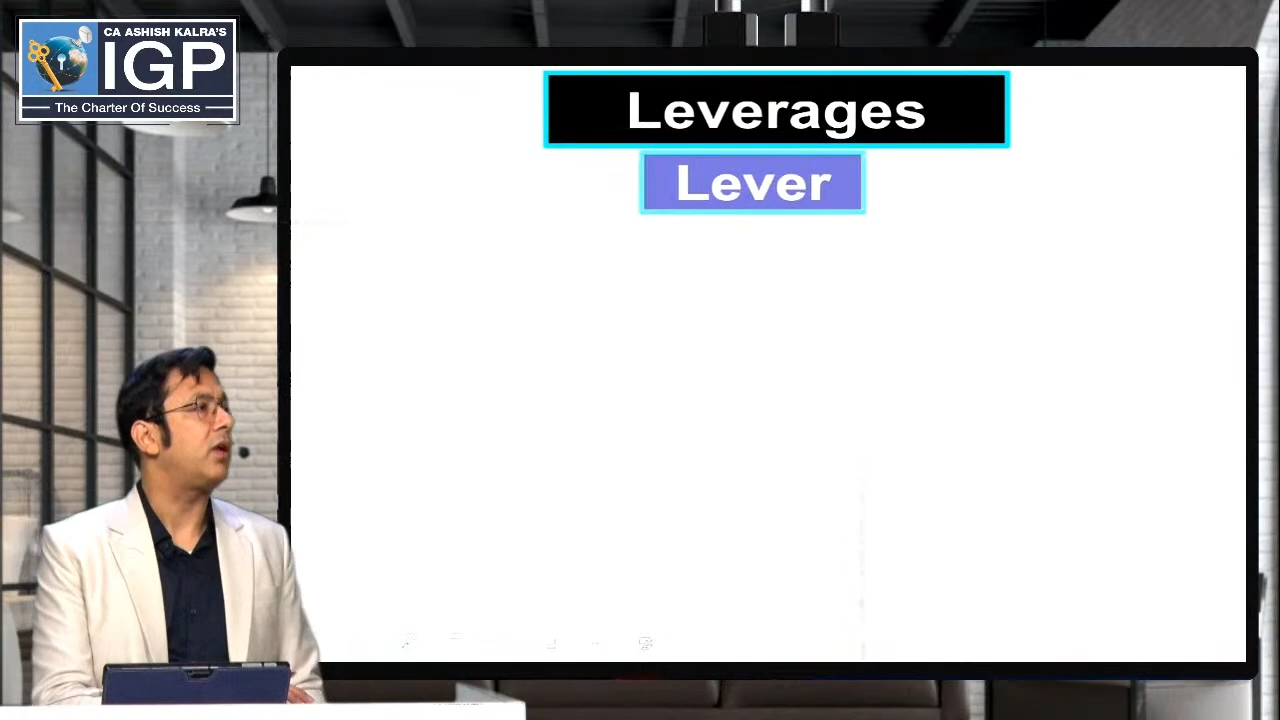 CA ASHISH KALRA'S
IGP
The Charter Of Success
Leverages
Lever